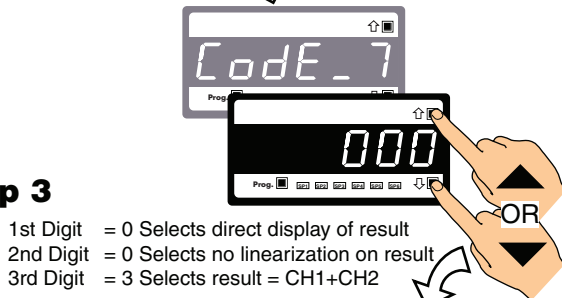 CodE_7
Prog.
000
Prog. SP1 SP2 SP3 SP4 SP5 SP6
OR
p 3
1st Digit = 0 Selects direct display of result
2nd Digit = 0 Selects no linearization on result
3rd Digit = 3 Selects result = CH1+CH2